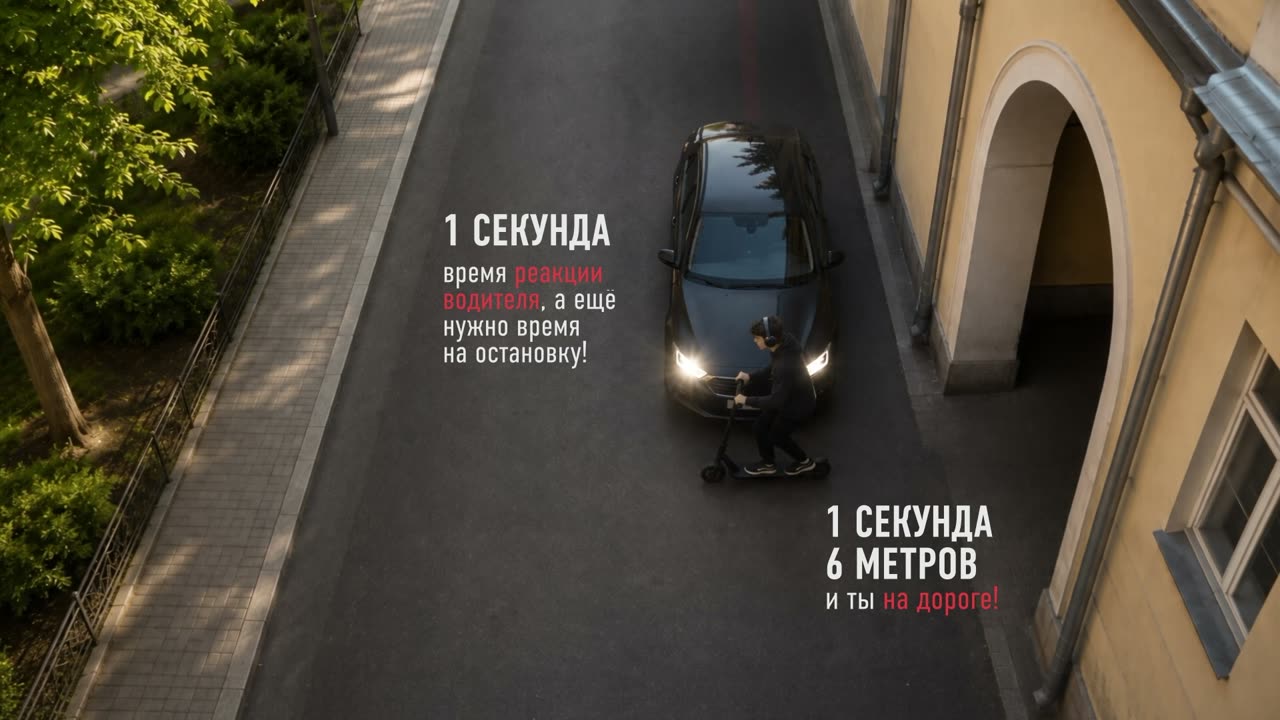 1 СЕКУНДА
время реакции
водителя, а ещё
нужно время
на остановку!
1 СЕКУНДА
6 МЕТРОВ
и ты на дороге!